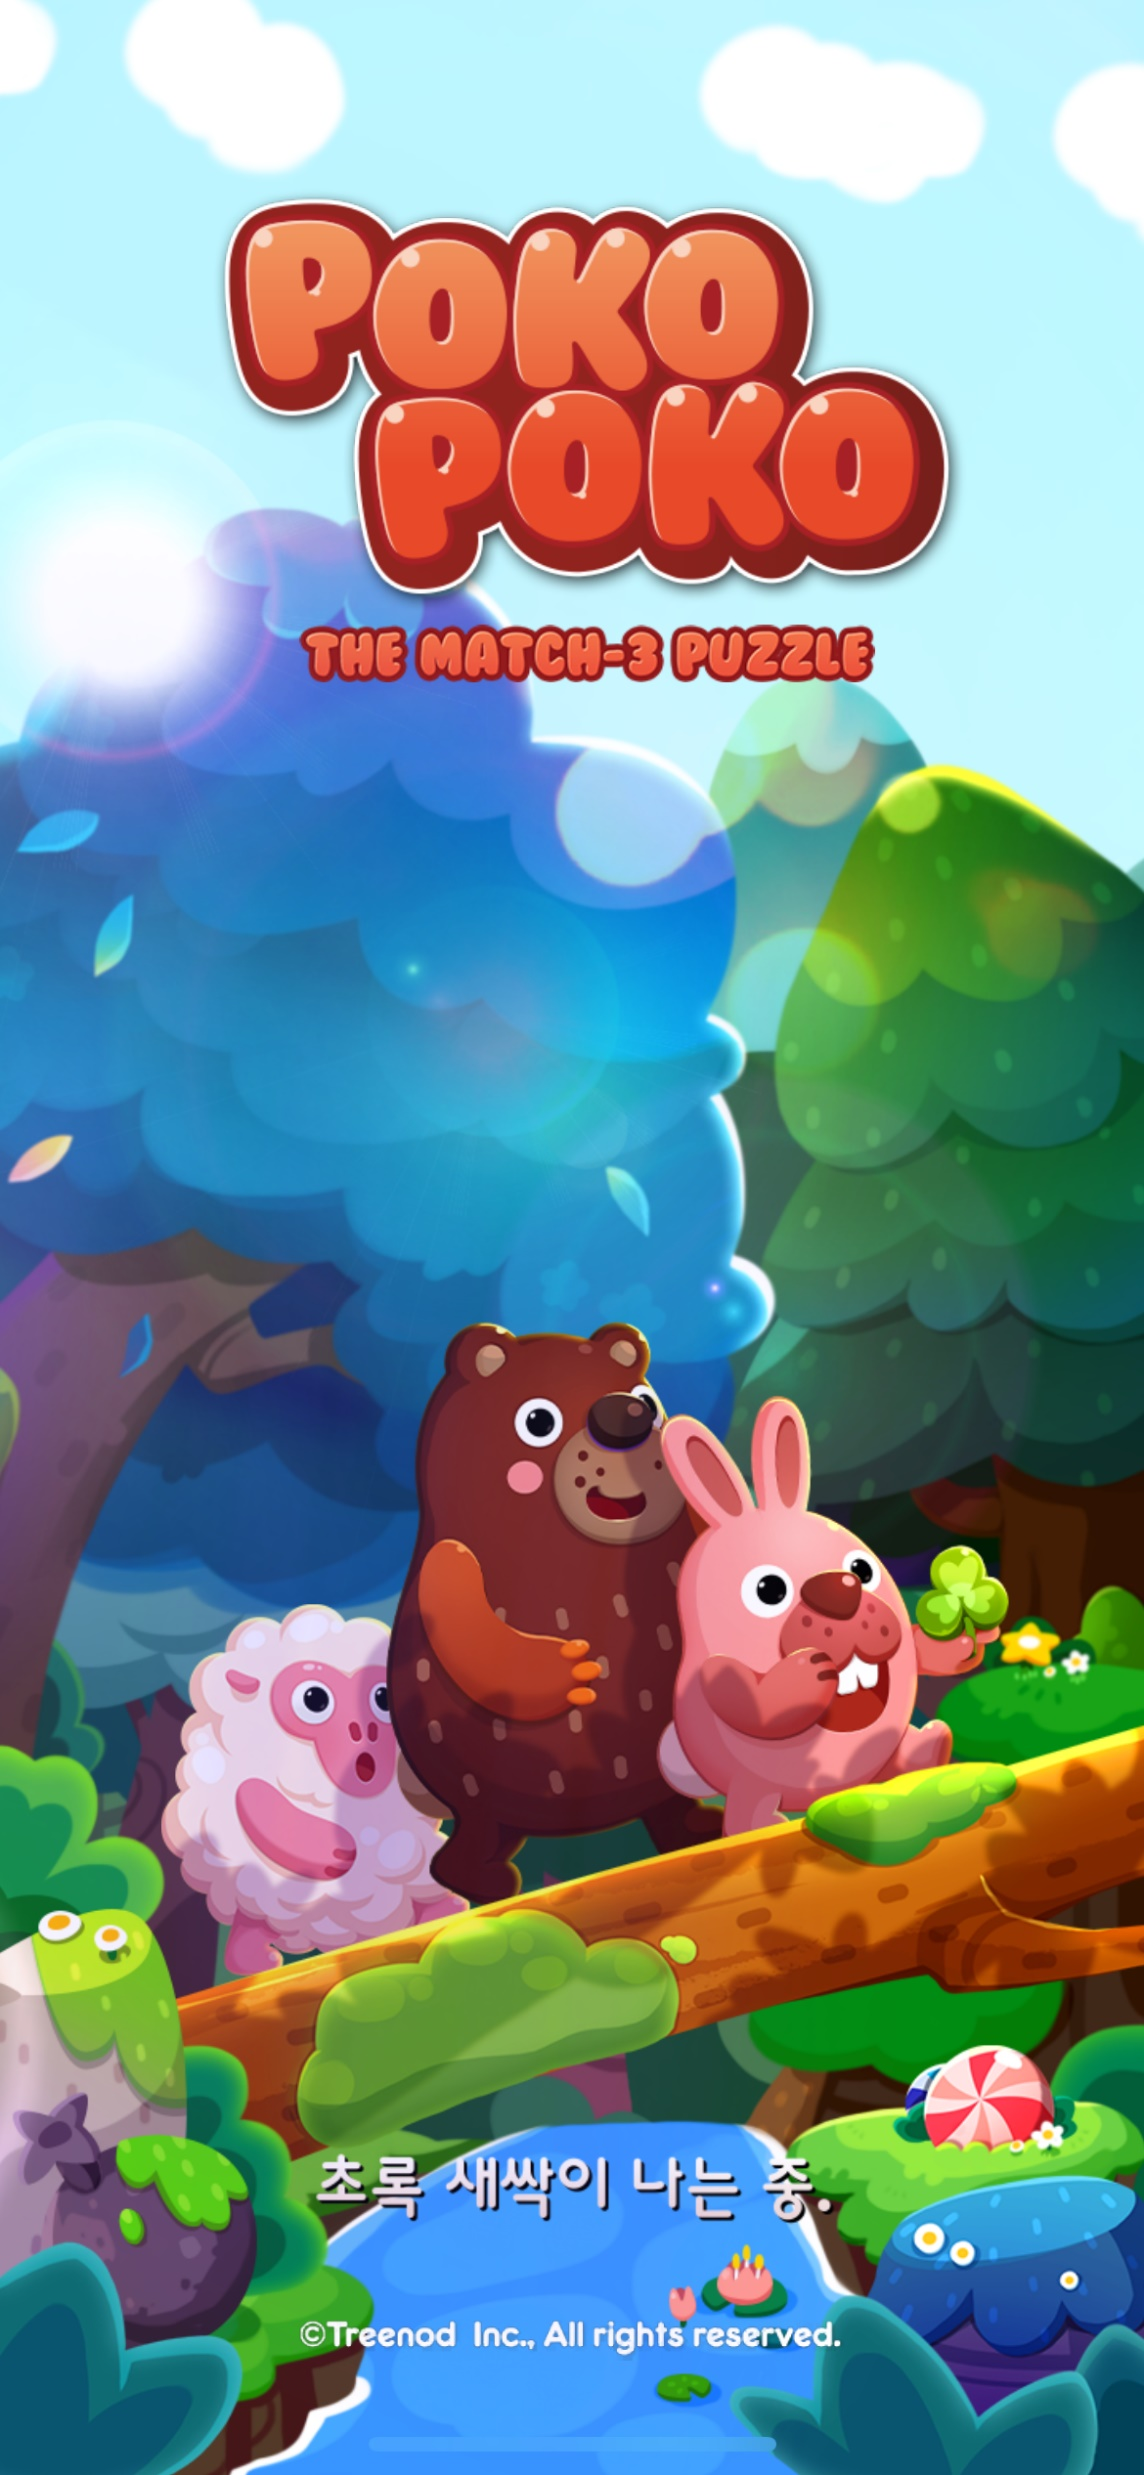 POKO
POKO
THE MATCH-3 PUZZLE
초록 새싹이 나는 중.
©Treenod Inc., All rights reserved.